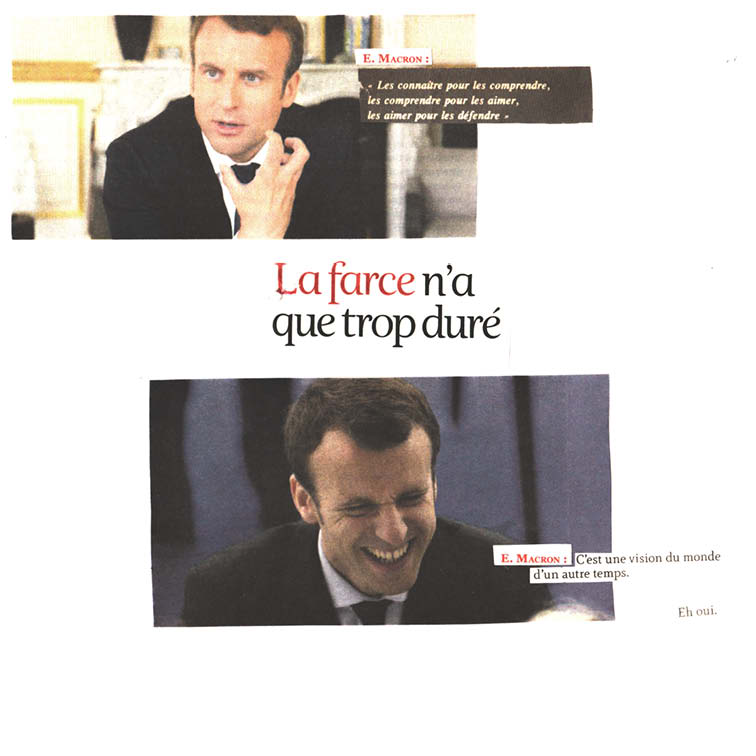 E. MACRON :
« Les connaître pour les comprendre,
les comprendre pour les aimer,
les aimer pour les défendre »
La farce n'a
que trop duré
E. MACRON : C'est une vision du monde
d'un autre temps.
Eh oui.